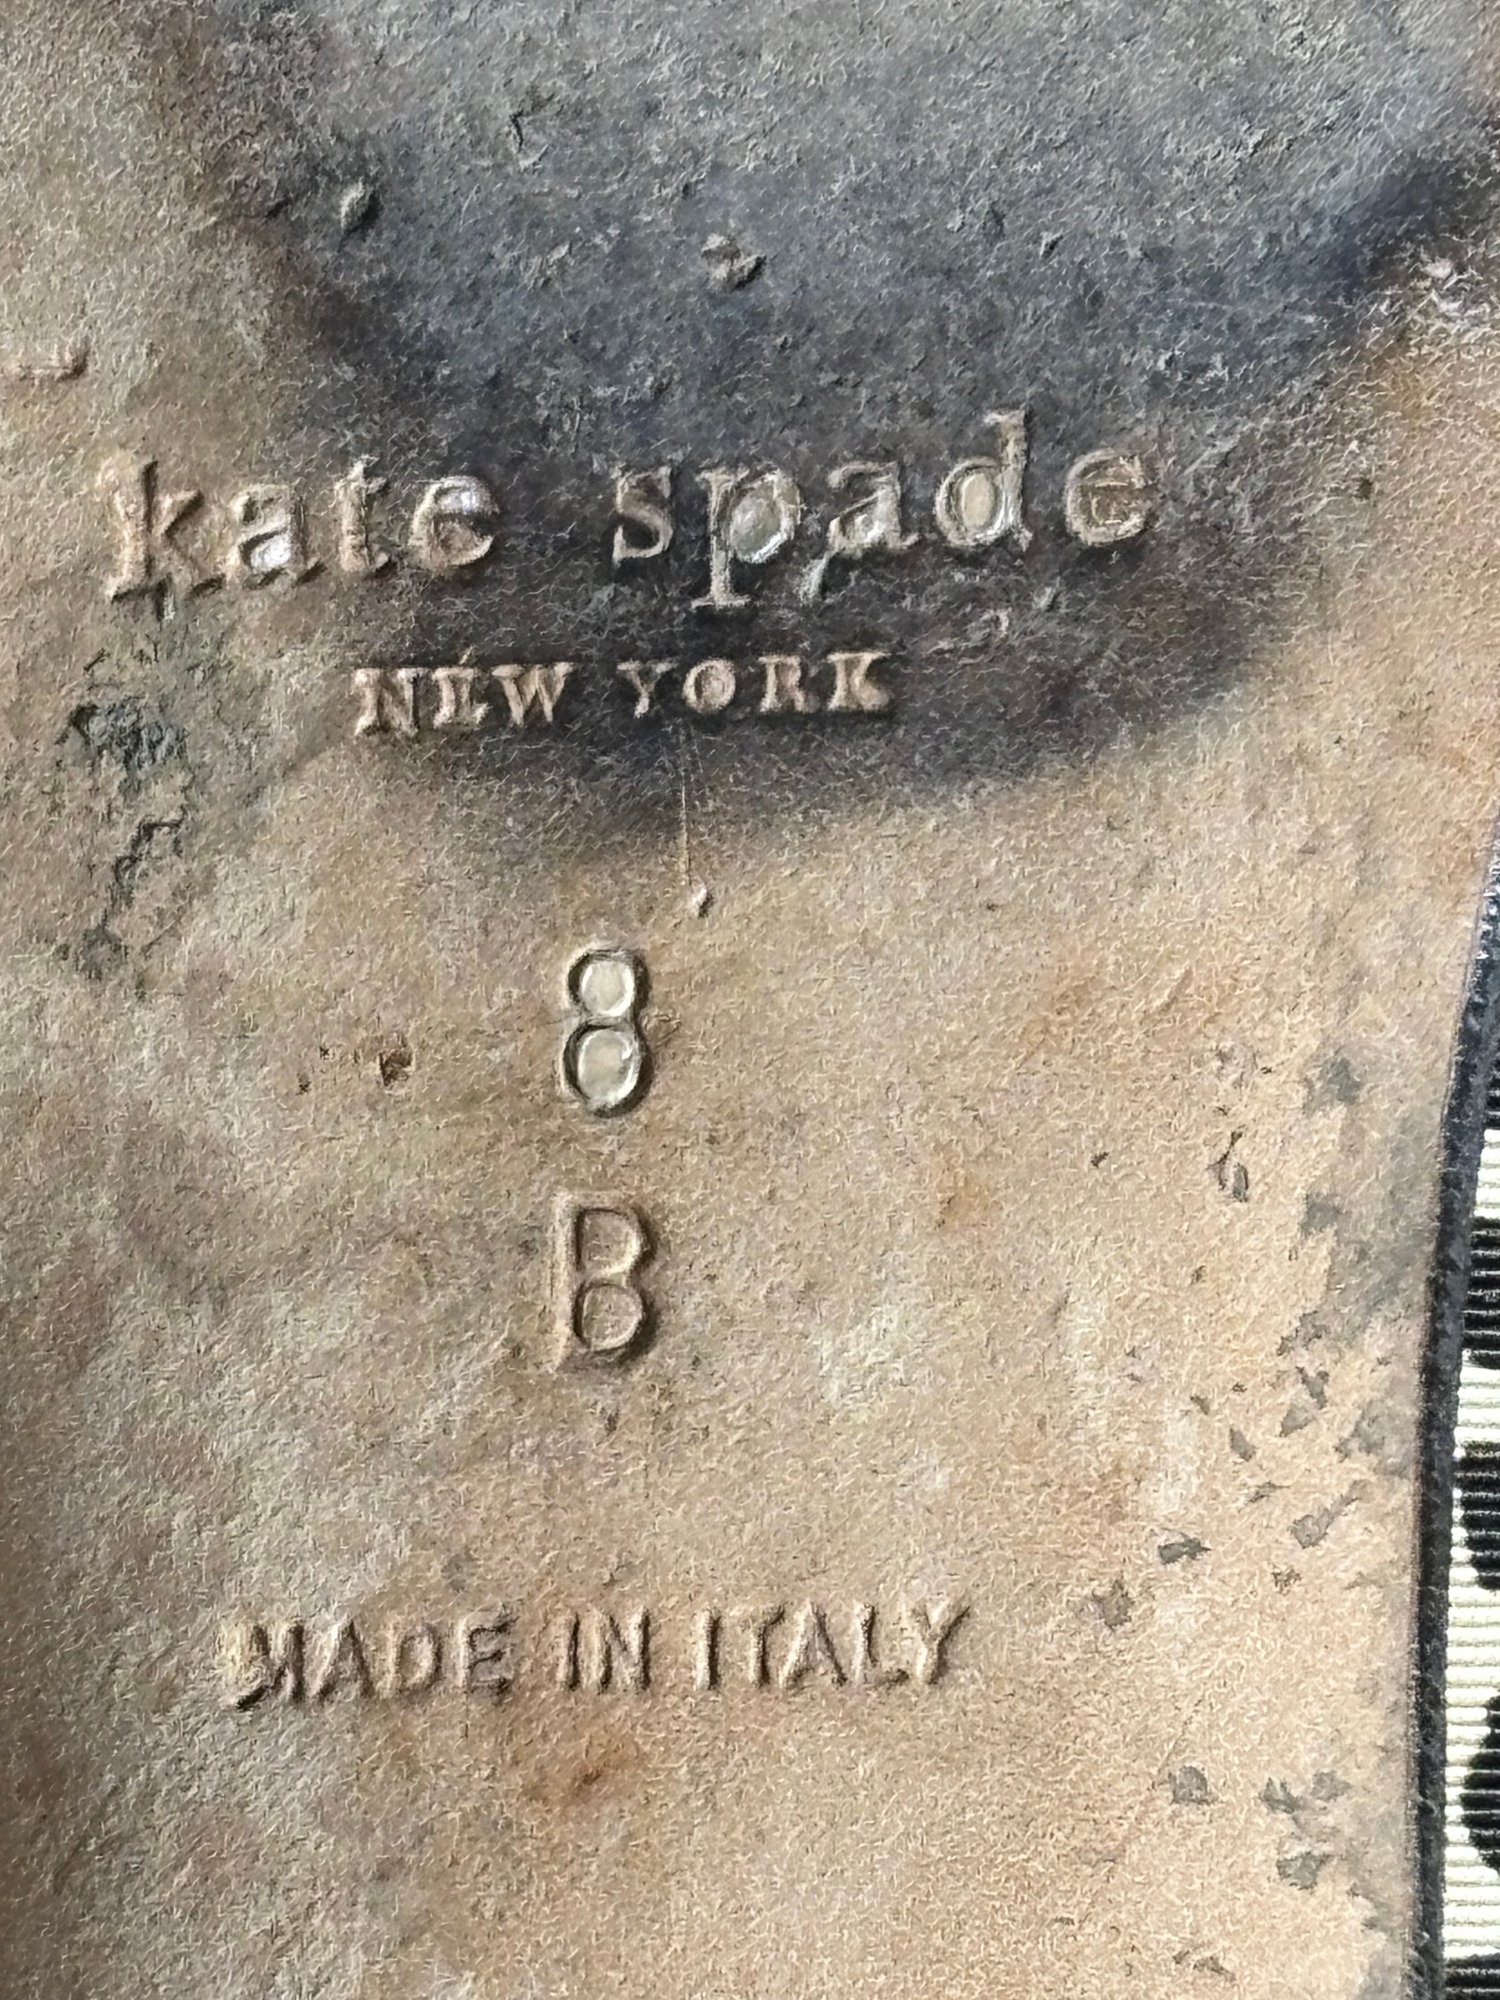 kate spade
NEW YORK
8
B
MADE IN ITALY